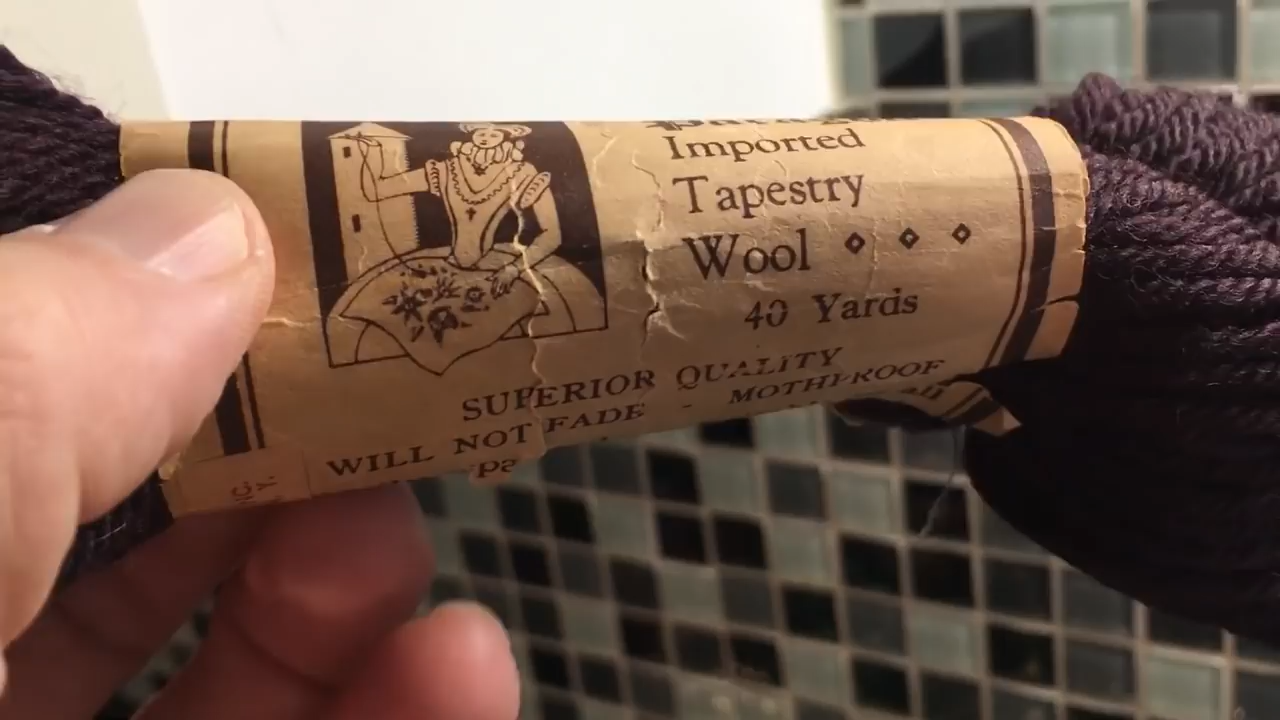 Imported
Tapestry
Wool
40 Yards
SUPERIOR QUALITY
WILL NOT FADE - MOTHPROOF